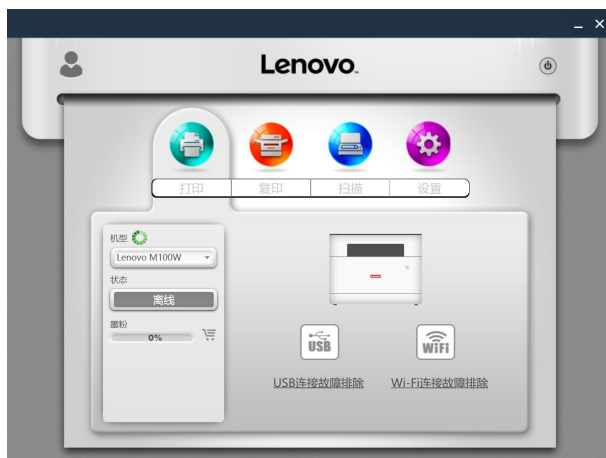 Lenovo
打印
复印
扫描
设置
机型
Lenovo M100W
状态
离线
墨粉
0%
USB
WiFi
USB连接故障排除
Wi-Fi连接故障排除